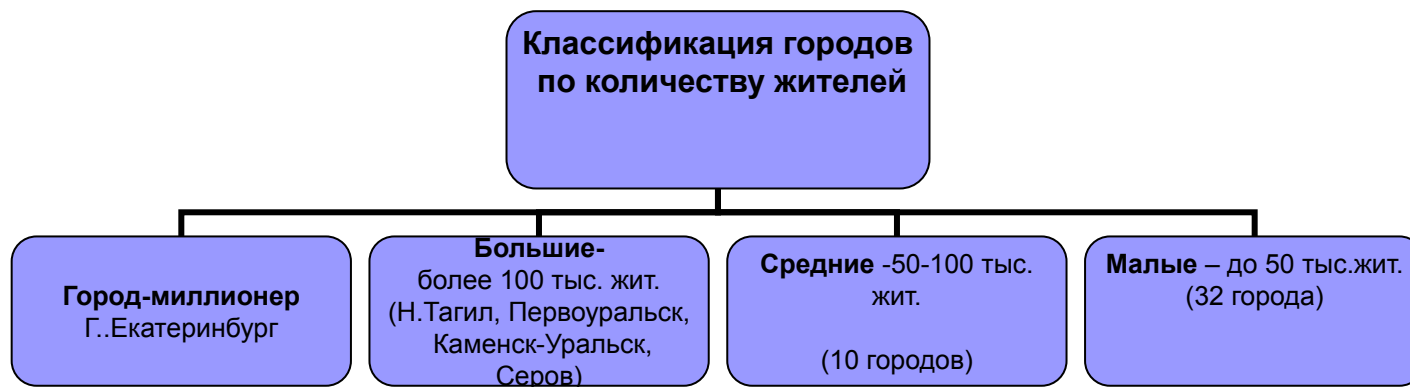 Классификация городов
по количеству жителей
Город-миллионер
Г..Екатеринбург
Большие-
более 100 тыс. жит.
(Н.Тагил, Первоуральск,
Каменск-Уральск,
Серов)
Средние -50-100 тыс.
жит.
(10 городов)
Малые – до 50 тыс.жит.
(32 города)